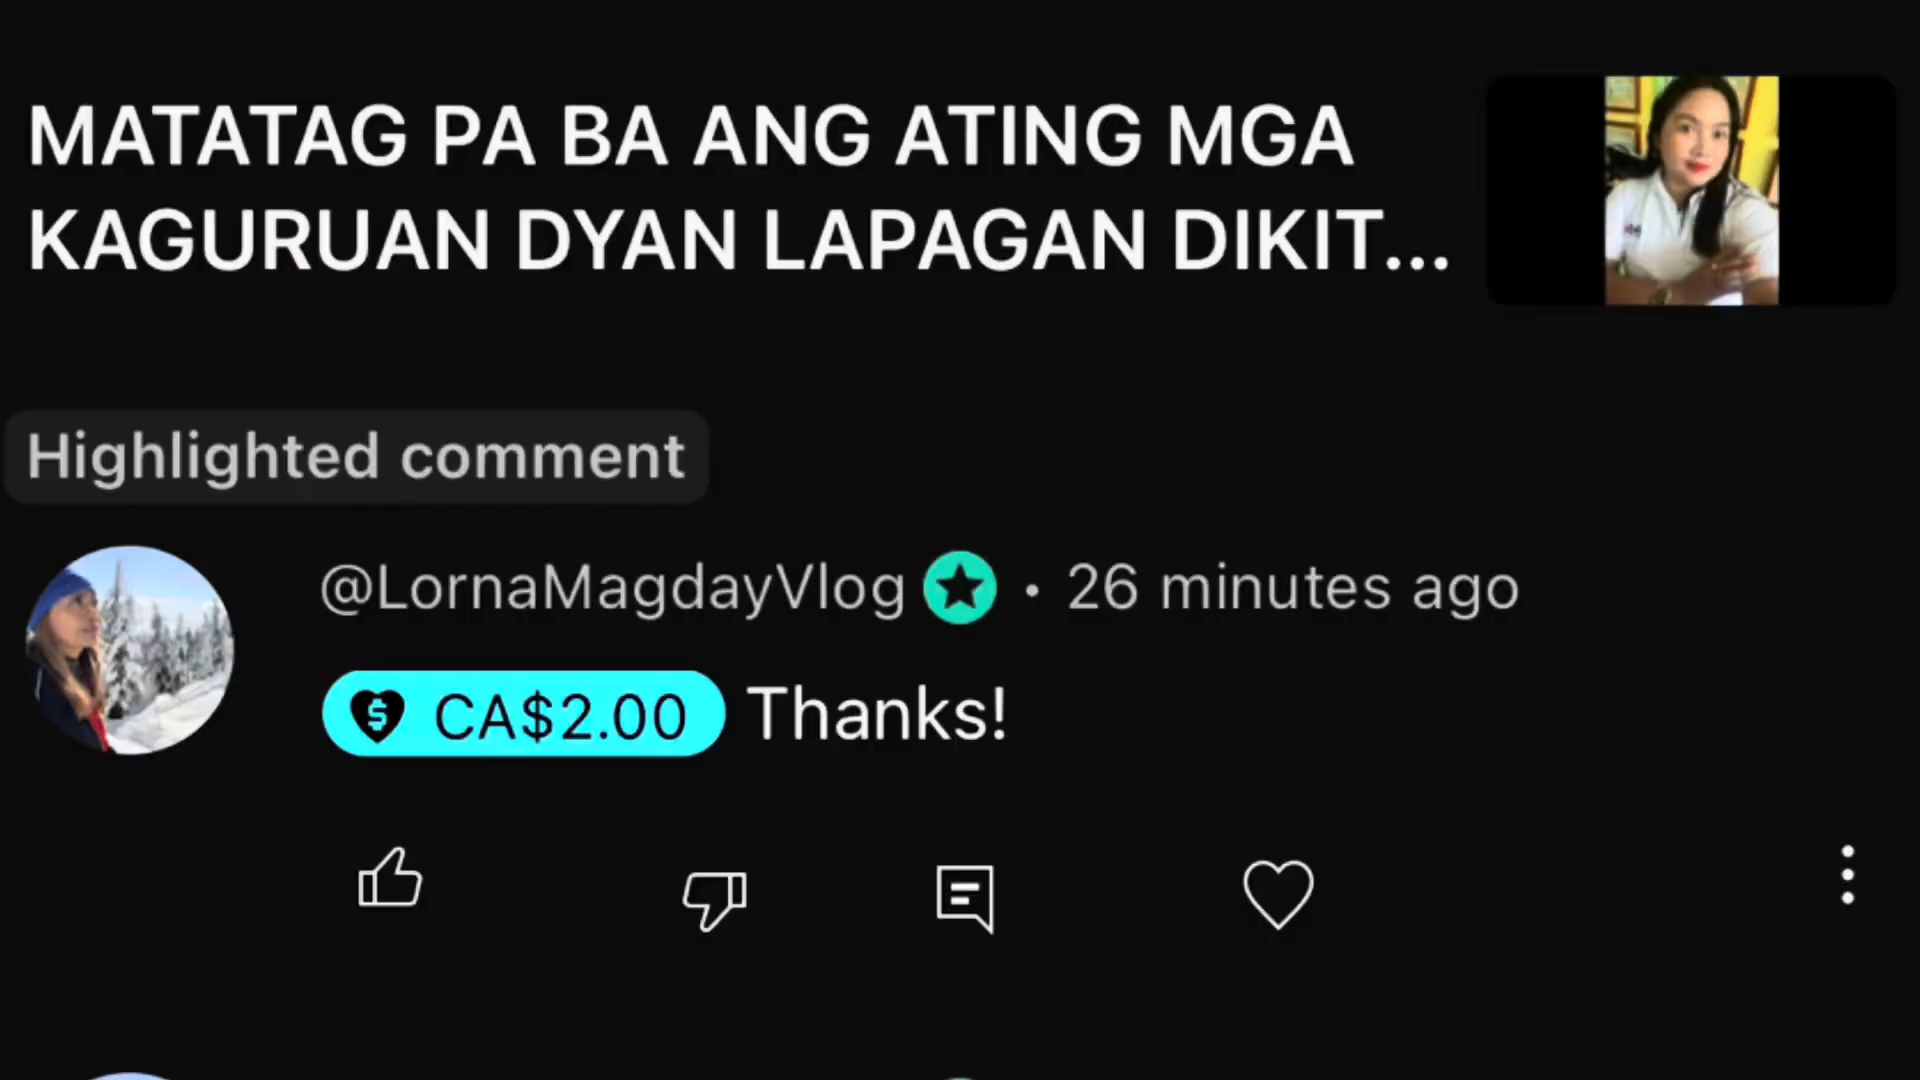 MATATAG PA BA ANG ATING MGA
KAGURUAN DYAN LAPAGAN DIKIT...
Highlighted comment
@LornaMagdayVlog • 26 minutes ago
CA$2.00 Thanks!